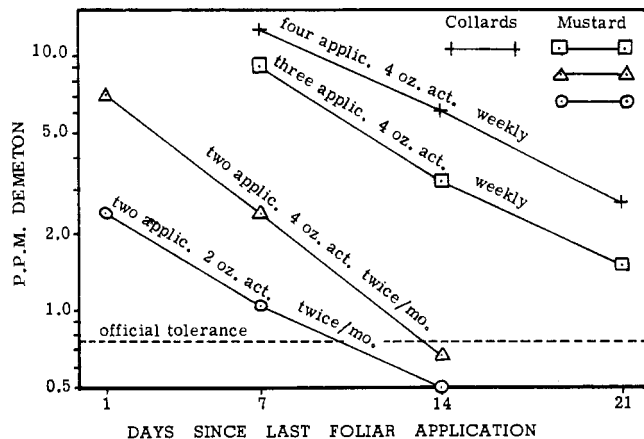 Collards
Mustard
10.0
5.0
2.0
1.0
0.5
P.P.M. DEMETON
four applic. 4 oz. act. weekly
three applic. 4 oz. act. weekly
two applic. 4 oz. act. twice/mo.
two applic. 2 oz. act. twice/mo.
official tolerance
1 7 14 21
DAYS SINCE LAST FOLIAR APPLICATION